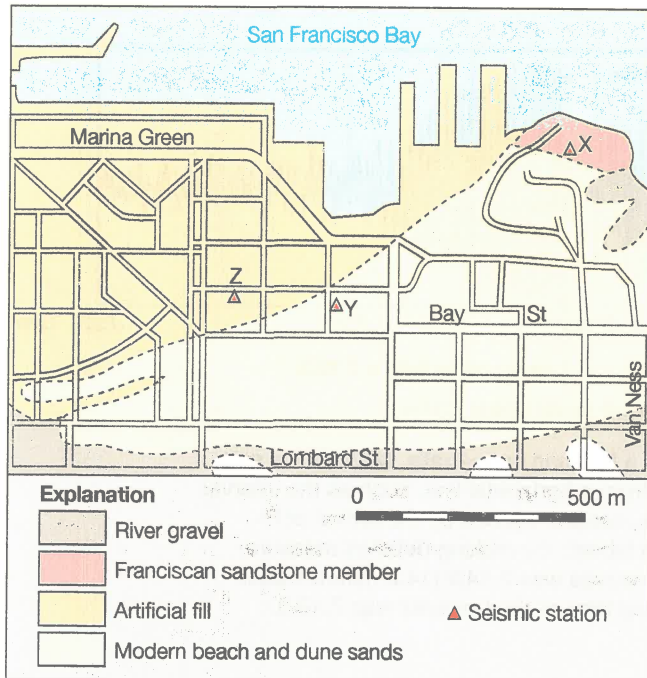 San Francisco Bay
Marina Green
X
Z
Y
Bay St
Van Ness
Lombard St
Explanation
0 500 m
River gravel
Franciscan sandstone member
Artificial fill
Seismic station
Modern beach and dune sands